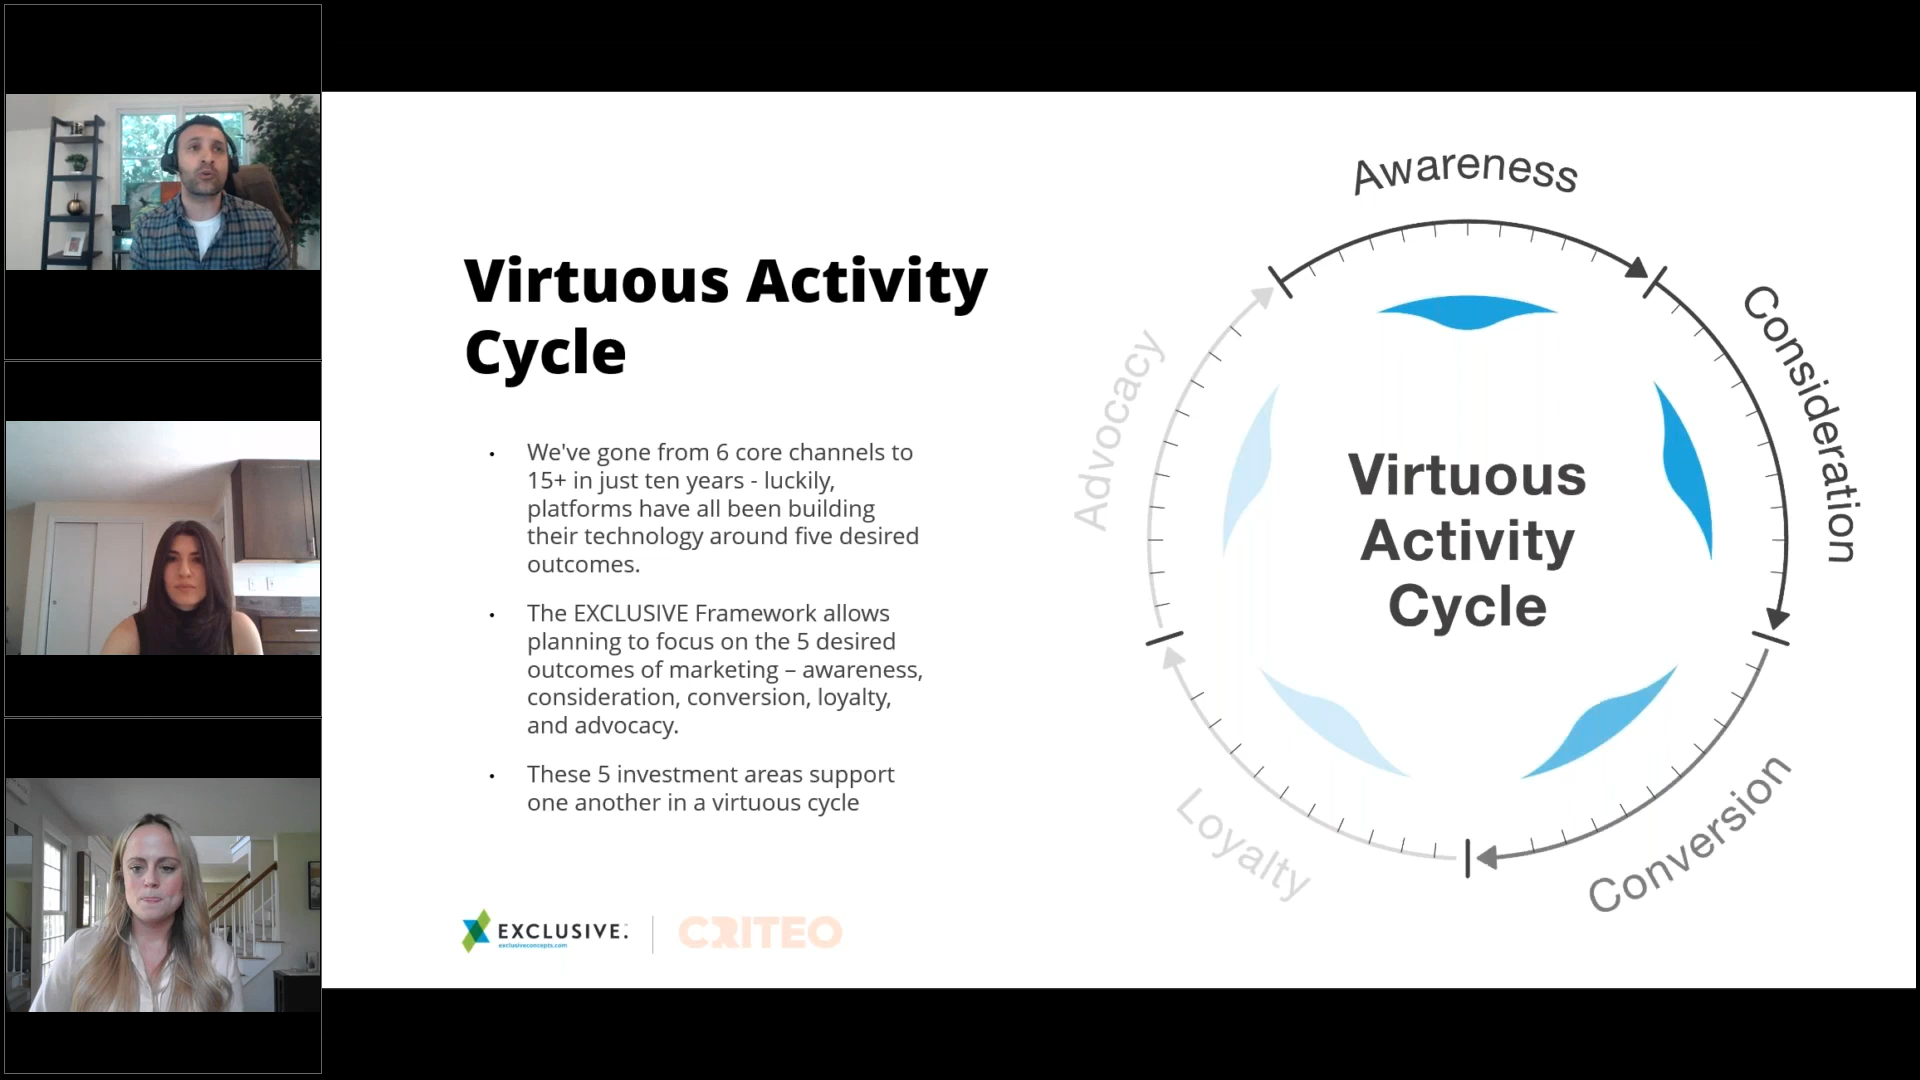 Virtuous Activity
Cycle
We've gone from 6 core channels to
15+ in just ten years - luckily,
platforms have all been building
their technology around five desired
outcomes.
The EXCLUSIVE Framework allows
planning to focus on the 5 desired
outcomes of marketing – awareness,
consideration, conversion, loyalty,
and advocacy.
These 5 investment areas support
one another in a virtuous cycle
EXCLUSIVE.
exclusiveconcepts.com
CRITEO
Awareness
Consideration
Conversion
Loyalty
Advocacy
Virtuous
Activity
Cycle